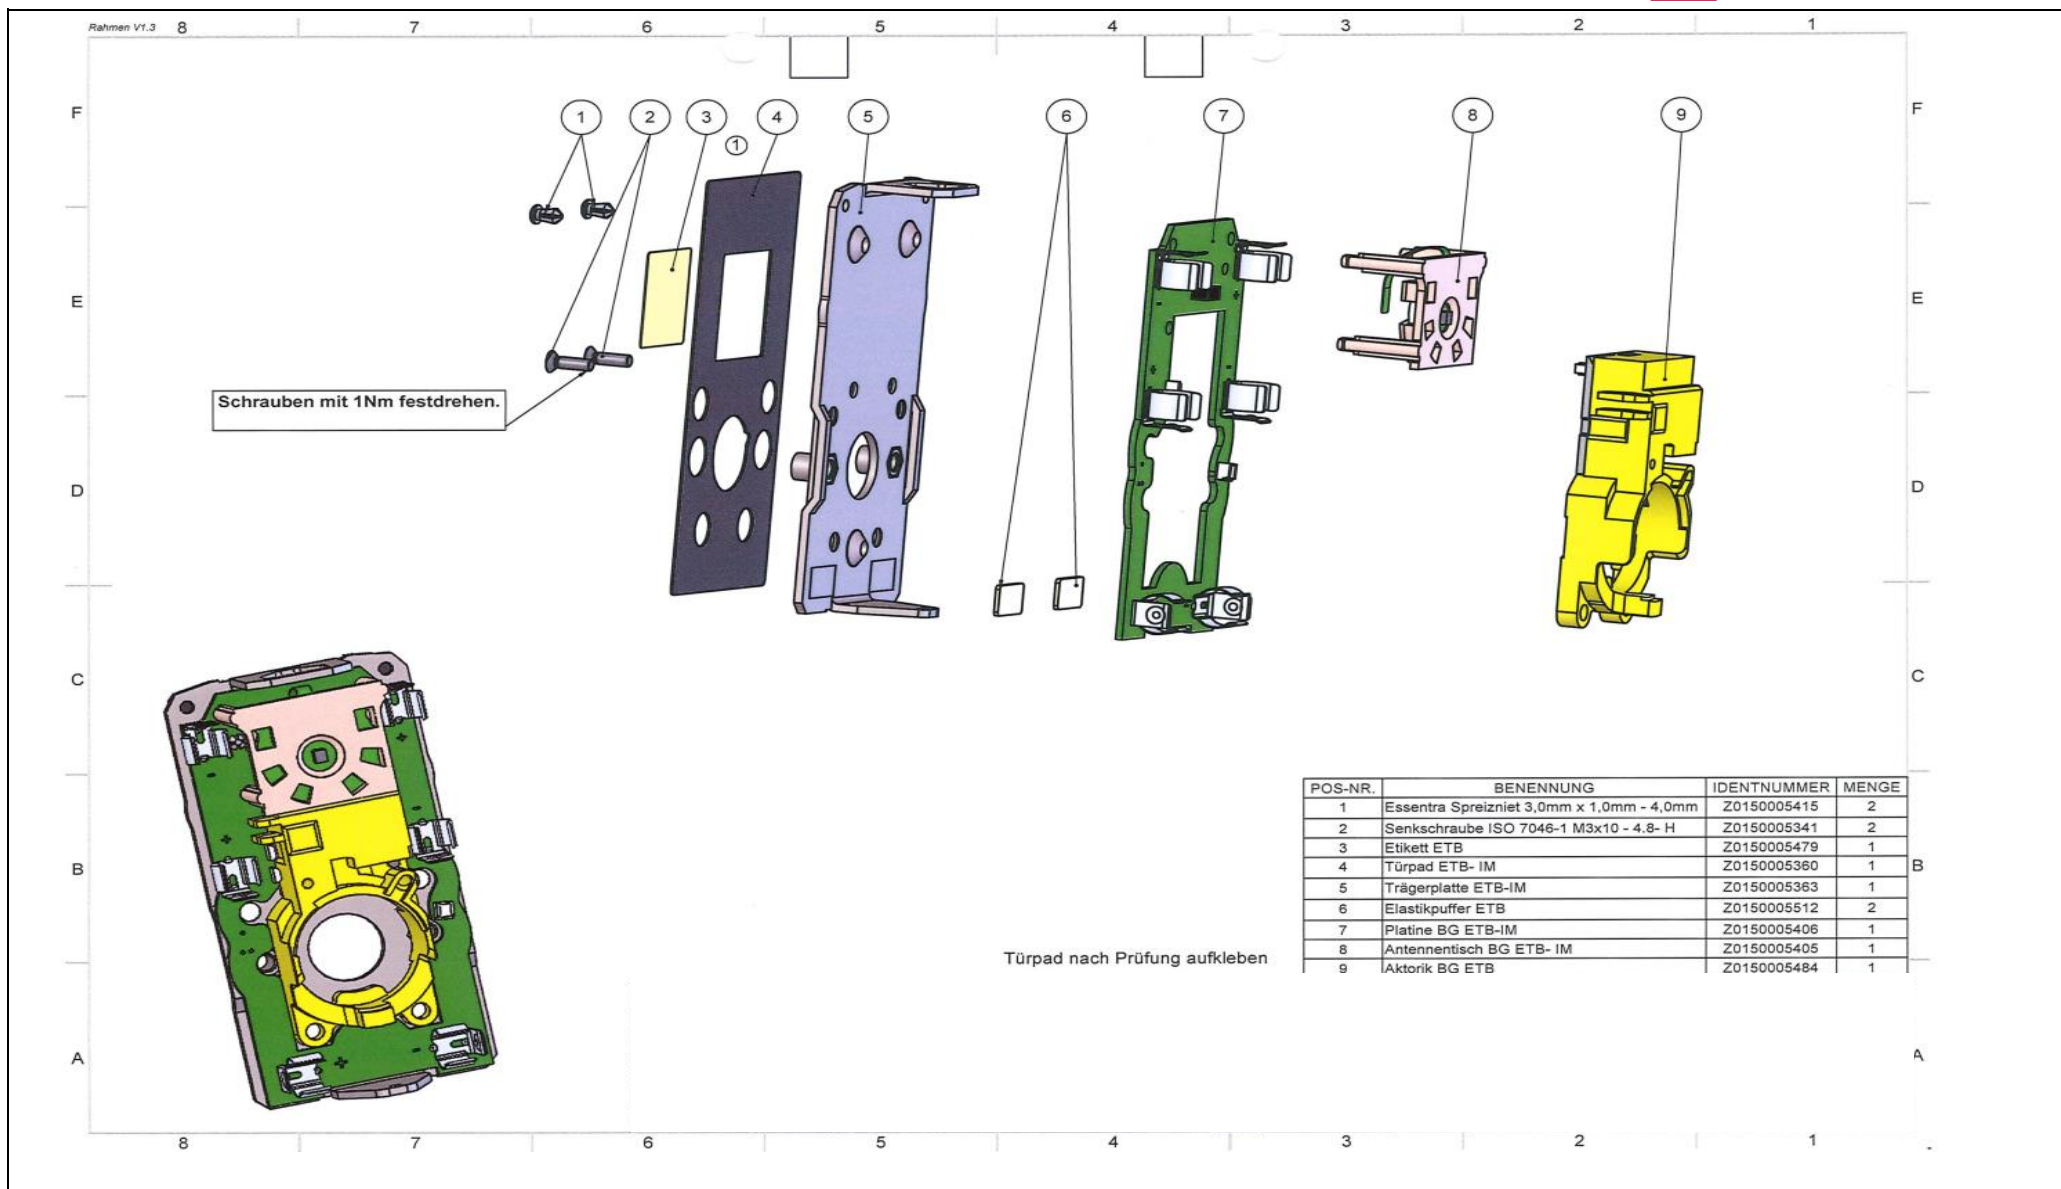 Rahmen V1.3
8 7 6 5 4 3 2 1
F F
1 2 3 4 5 6 7 8 9
1
E E
Schrauben mit 1Nm festdrehen.
D D
C C
POS-NR. BENENNUNG IDENTNUMMER MENGE
1 Essentra Spreizniet 3,0mm x 1,0mm - 4,0mm Z0150005415 2
2 Senkschraube ISO 7046-1 M3x10 - 4.8- H Z0150005341 2
3 Etikett ETB Z0150005479 1
B B
4 Türpad ETB- IM Z0150005360 1
5 Trägerplatte ETB-IM Z0150005363 1
6 Elastikpuffer ETB Z0150005512 2
7 Platine BG ETB-IM Z0150005406 1
8 Antennentisch BG ETB- IM Z0150005405 1
9 Aktorik BG ETB Z0150005484 1
Türpad nach Prüfung aufkleben
A A
8 7 6 5 4 3 2 1